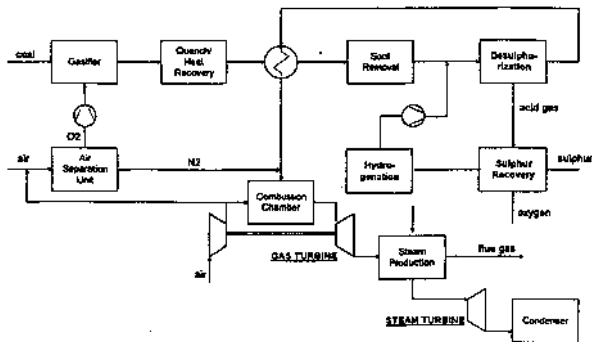 coal
Gasifier
Quench/
Heat
Recovery
Soot
Removal
Desulpho-
rization
O2
acid gas
air
Air
Separation
Unit
N2
Hydro-
genation
Sulphur
Recovery
sulphur
Combustion
Chamber
oxygen
GAS TURBINE
Steam
Production
flue gas
air
STEAM TURBINE
Condenser